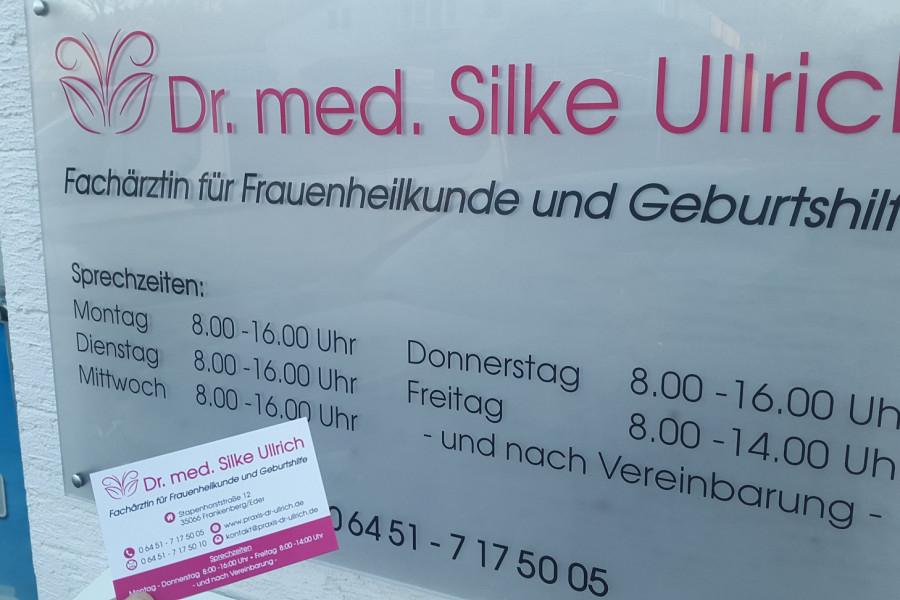 Dr. med. Silke Ullrich
Fachärztin für Frauenheilkunde und Geburtshilf
Sprechzeiten:
Montag 8.00 - 16.00 Uhr
Dienstag 8.00 - 16.00 Uhr
Mittwoch 8.00 - 16.00 Uhr
Donnerstag 8.00 - 16.00 Uh
Freitag 8.00 - 14.00 Uh
- und nach Vereinbarung -
0 64 51 - 7 17 50 05
Dr. med. Silke Ullrich
Fachärztin für Frauenheilkunde und Geburtshilfe
Stapenhorststraße 12
35066 Frankenberg/Eder
0 64 51 - 7 17 50 05 www.praxis-dr-ullrich.de
0 64 51 - 7 17 50 10 kontakt@praxis-dr-ullrich.de
Sprechzeiten
Montag - Donnerstag 8:00 -16:00 Uhr • Freitag 8:00 -14:00 Uhr
- und nach Vereinbarung -